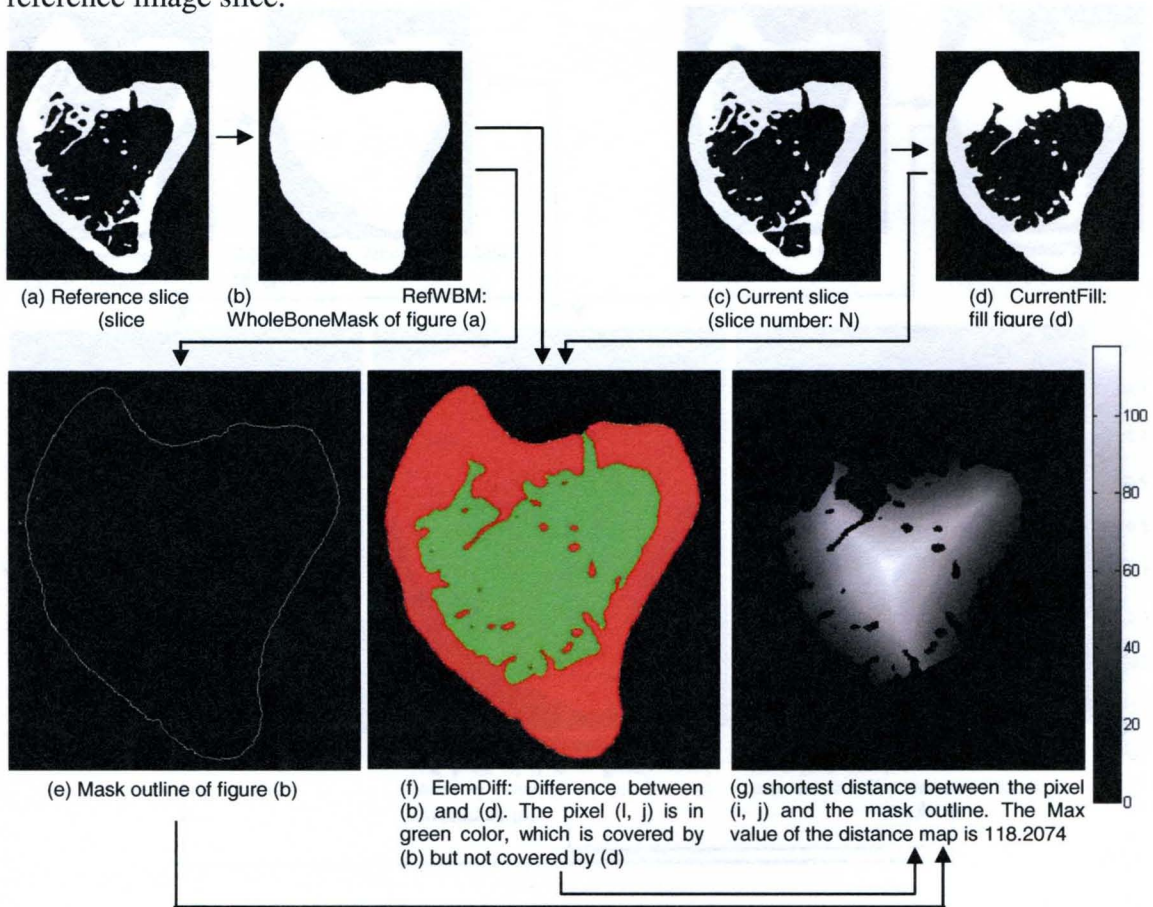 reference image slice.
(a) Reference slice
(slice
(b) RefWBM:
WholeBoneMask of figure (a)
(c) Current slice
(slice number: N)
(d) CurrentFill:
fill figure (d)
100
80
60
40
20
0
(e) Mask outline of figure (b)
(f) ElemDiff: Difference between
(b) and (d). The pixel (I, j) is in
green color, which is covered by
(b) but not covered by (d)
(g) shortest distance between the pixel
(i, j) and the mask outline. The Max
value of the distance map is 118.2074